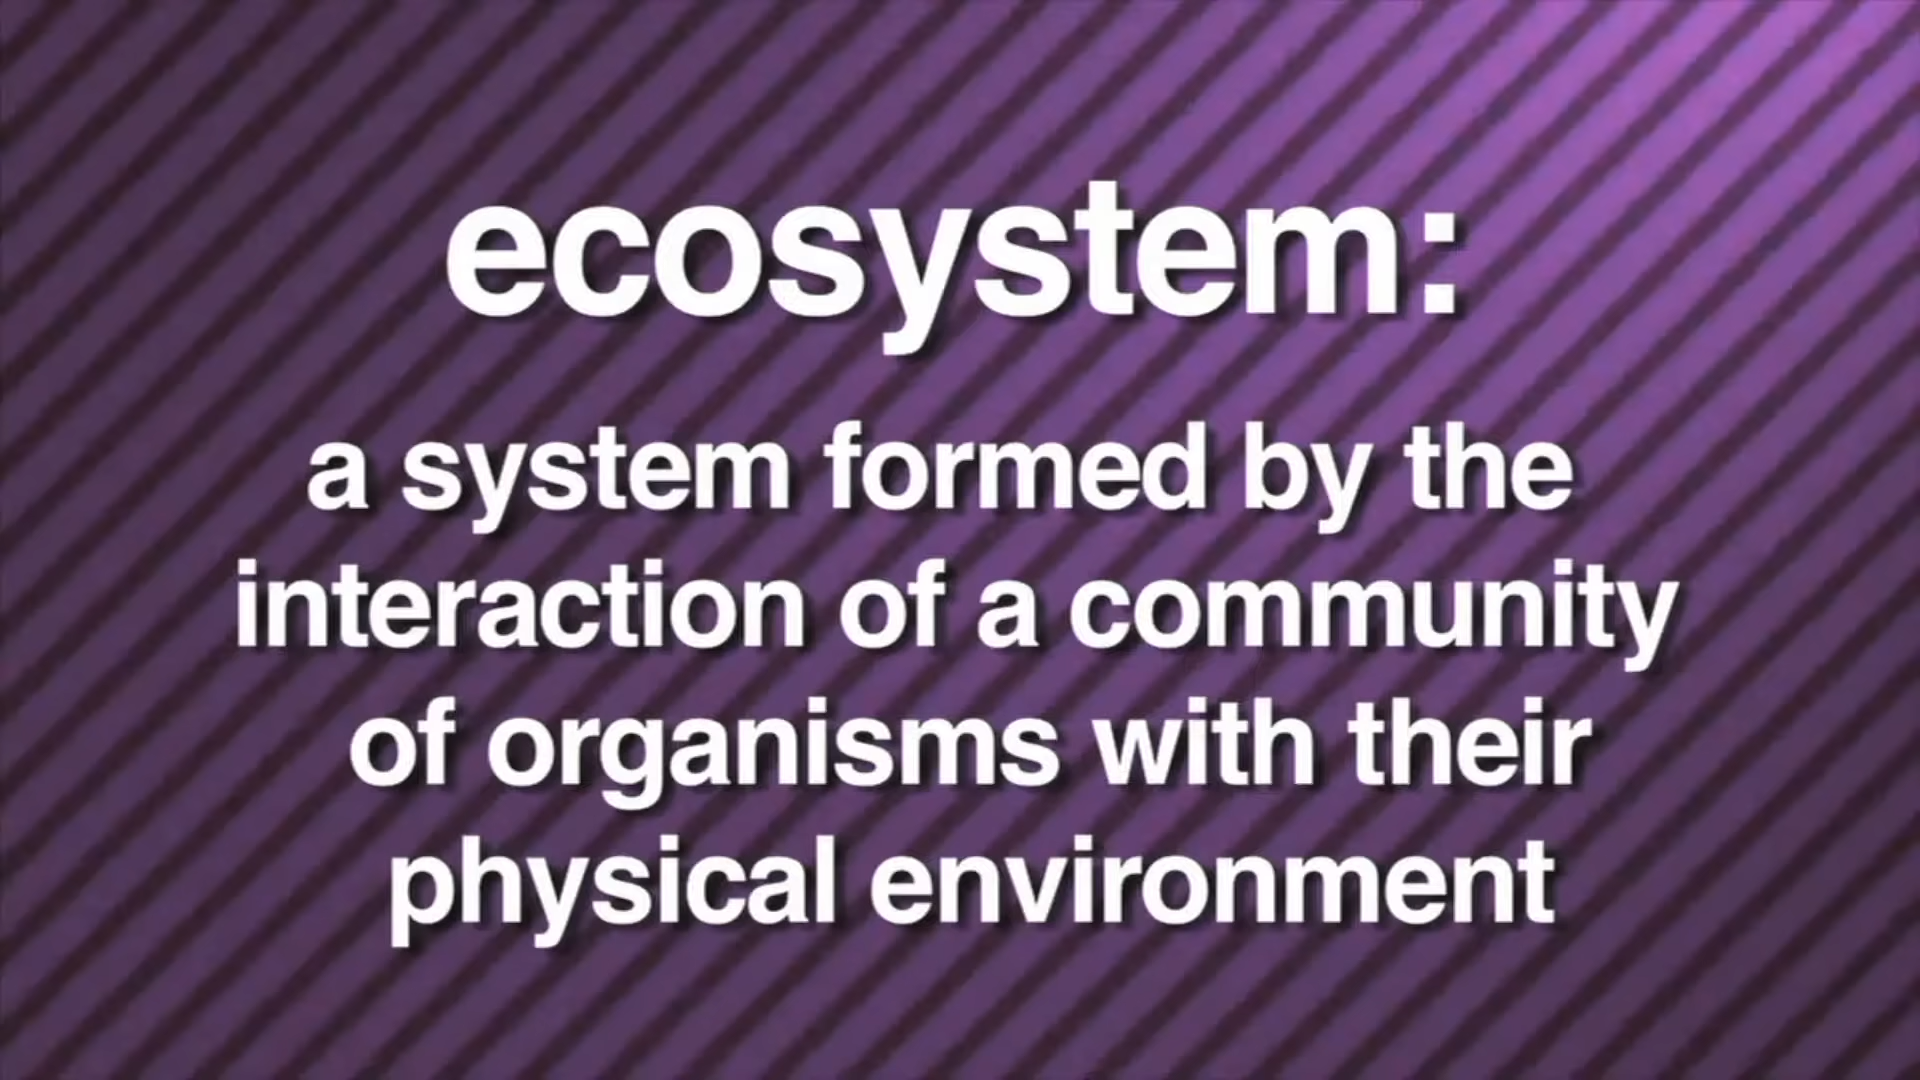 ecosystem:
a system formed by the
interaction of a community
of organisms with their
physical environment